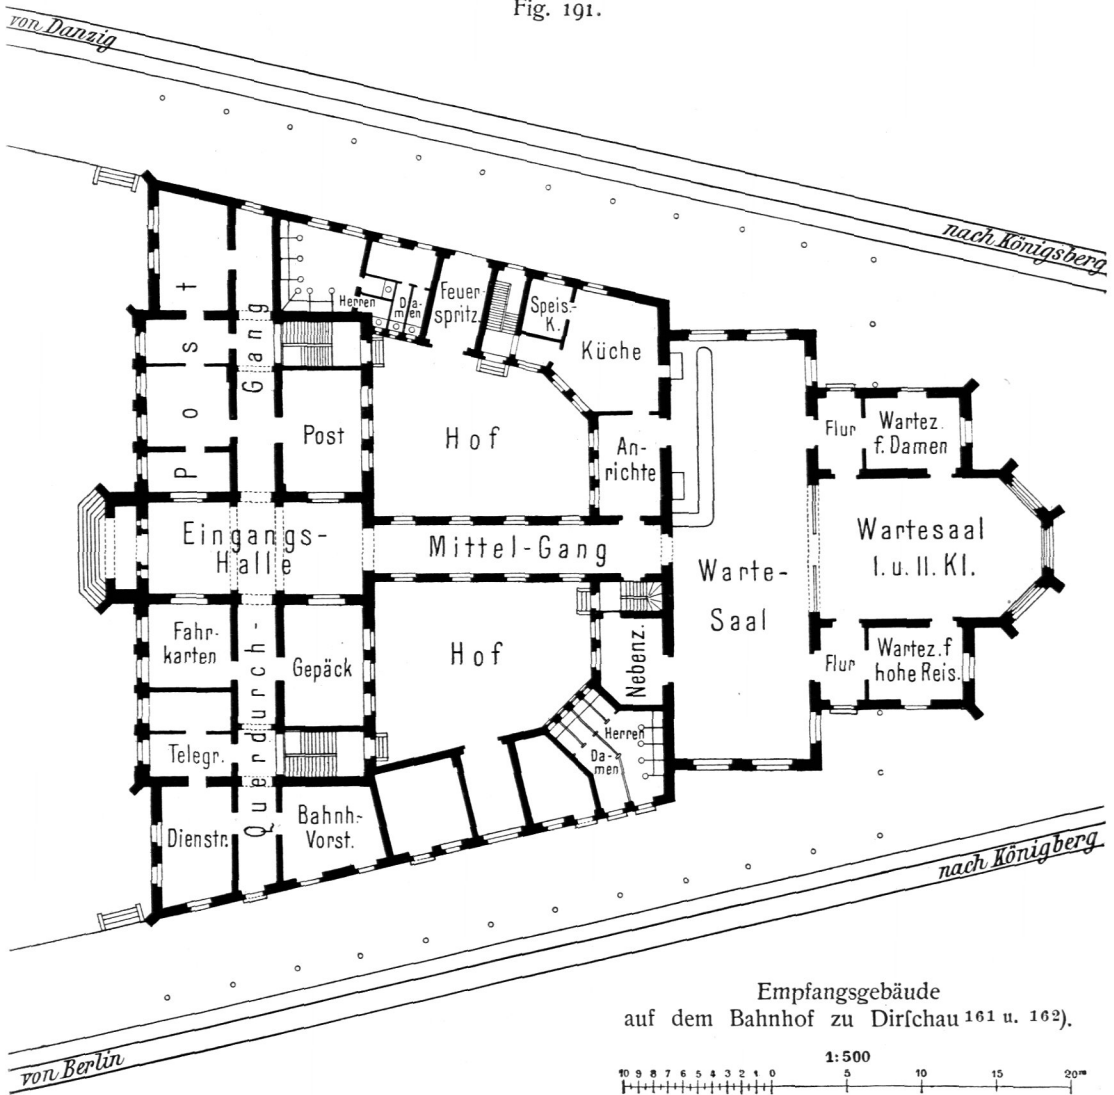 Fig. 191.
von Danzig
nach Königsberg
Post
Gang
Herren
Da-
men
Feuer-
spritz.
Speis.-
K.
Küche
Post
Hof
An-
richte
Flur
Wartez.
f. Damen
Eingangs-
Halle
Mittel-Gang
Warte-
Saal
Wartesaal
I. u. II. Kl.
Fahr-
karten
Gepäck
Hof
Nebenz.
Flur
Wartez. f
hohe Reis.
Querdurch-
Telegr.
Herren
Da-
men
Dienstr.
Bahnh-
Vorst.
nach Königberg
von Berlin
Empfangsgebäude
auf dem Bahnhof zu Dirſchau 161 u. 162).
1:500
10 9 8 7 6 5 4 3 2 1 0 5 10 15 20m